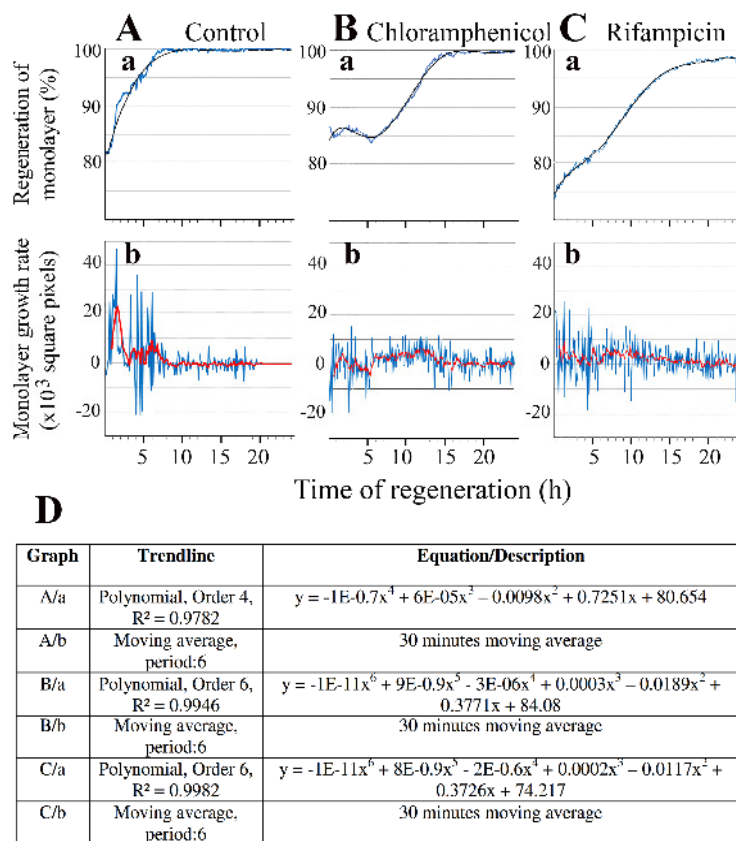 A Control
B Chloramphenicol
C Rifampicin
a
a
a
Regeneration of
monolayer (%)
100
90
80
100
90
80
100
90
80
b
b
b
Monolayer growth rate
(x10³ square pixels)
40
20
0
-20
40
20
0
-20
40
20
0
-20
5 10 15 20
5 10 15 20
5 10 15 20
Time of regeneration (h)
D
Graph Trendline Equation/Description
A/a Polynomial, Order 4, y = -1E-0.7x⁴ + 6E-05x³ – 0.0098x² + 0.7251x + 80.654
R² = 0.9782
A/b Moving average, 30 minutes moving average
period:6
B/a Polynomial, Order 6, y = -1E-11x⁶ + 9E-0.9x⁵ - 3E-06x⁴ + 0.0003x³ – 0.0189x² +
R² = 0.9946 0.3771x + 84.08
B/b Moving average, 30 minutes moving average
period:6
C/a Polynomial, Order 6, y = -1E-11x⁶ + 8E-0.9x⁵ - 2E-0.6x⁴ + 0.0002x³ – 0.0117x² +
R² = 0.9982 0.3726x + 74.217
C/b Moving average, 30 minutes moving average
period:6